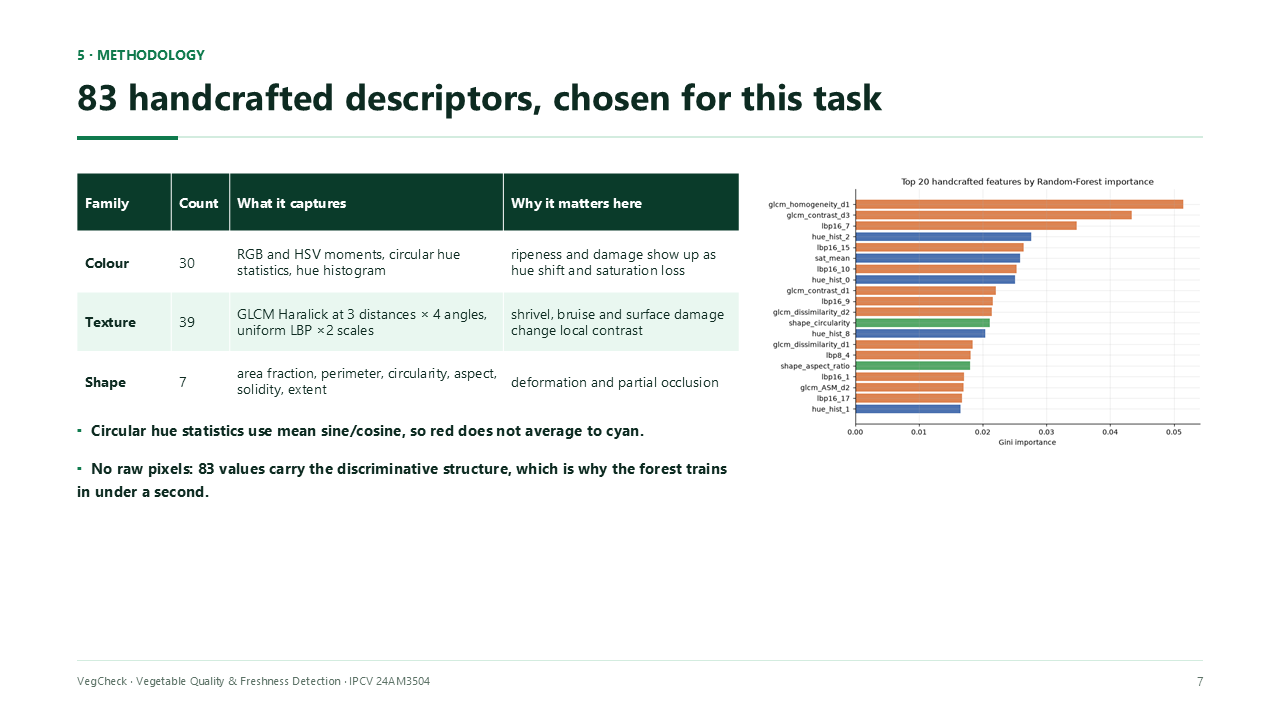 5 · METHODOLOGY
83 handcrafted descriptors, chosen for this task
Family Count What it captures Why it matters here
Colour 30 RGB and HSV moments, circular hue statistics, hue histogram ripeness and damage show up as hue shift and saturation loss
Texture 39 GLCM Haralick at 3 distances × 4 angles, uniform LBP ×2 scales shrivel, bruise and surface damage change local contrast
Shape 7 area fraction, perimeter, circularity, aspect, solidity, extent deformation and partial occlusion
▪ Circular hue statistics use mean sine/cosine, so red does not average to cyan.
▪ No raw pixels: 83 values carry the discriminative structure, which is why the forest trains
in under a second.
Top 20 handcrafted features by Random-Forest importance
glcm_homogeneity_d1
glcm_contrast_d3
lbp16_7
hue_hist_2
lbp16_15
sat_mean
lbp16_10
hue_hist_0
glcm_contrast_d1
lbp16_9
glcm_dissimilarity_d2
shape_circularity
hue_hist_8
glcm_dissimilarity_d1
lbp8_4
shape_aspect_ratio
lbp16_1
glcm_ASM_d2
lbp16_17
hue_hist_1
0.00 0.01 0.02 0.03 0.04 0.05
Gini importance
VegCheck · Vegetable Quality & Freshness Detection · IPCV 24AM3504
7